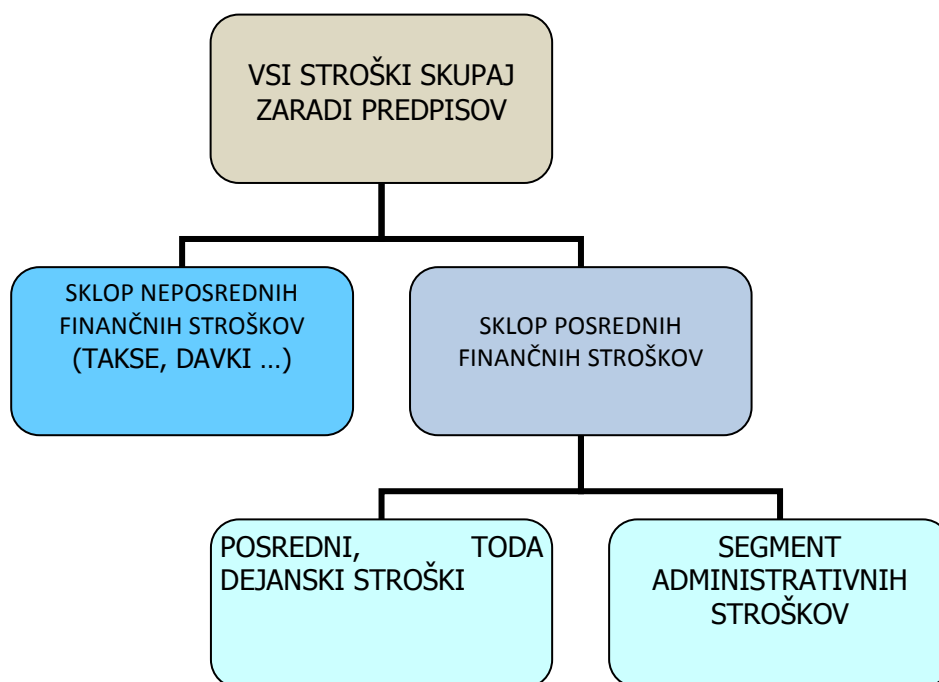 VSI STROŠKI SKUPAJ
ZARADI PREDPISOV
SKLOP NEPOSREDNIH
FINANČNIH STROŠKOV
(TAKSE, DAVKI …)
SKLOP POSREDNIH
FINANČNIH STROŠKOV
POSREDNI, TODA
DEJANSKI STROŠKI
SEGMENT
ADMINISTRATIVNIH
STROŠKOV